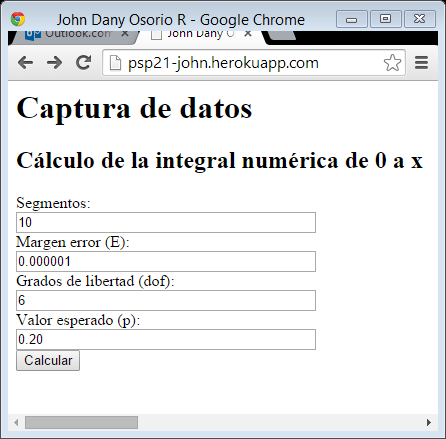 John Dany Osorio R - Google Chrome
Outlook.com John Dany O
psp21-john.herokuapp.com
Captura de datos
Cálculo de la integral numérica de 0 a x
Segmentos:
10
Margen error (E):
0.000001
Grados de libertad (dof):
6
Valor esperado (p):
0.20
Calcular